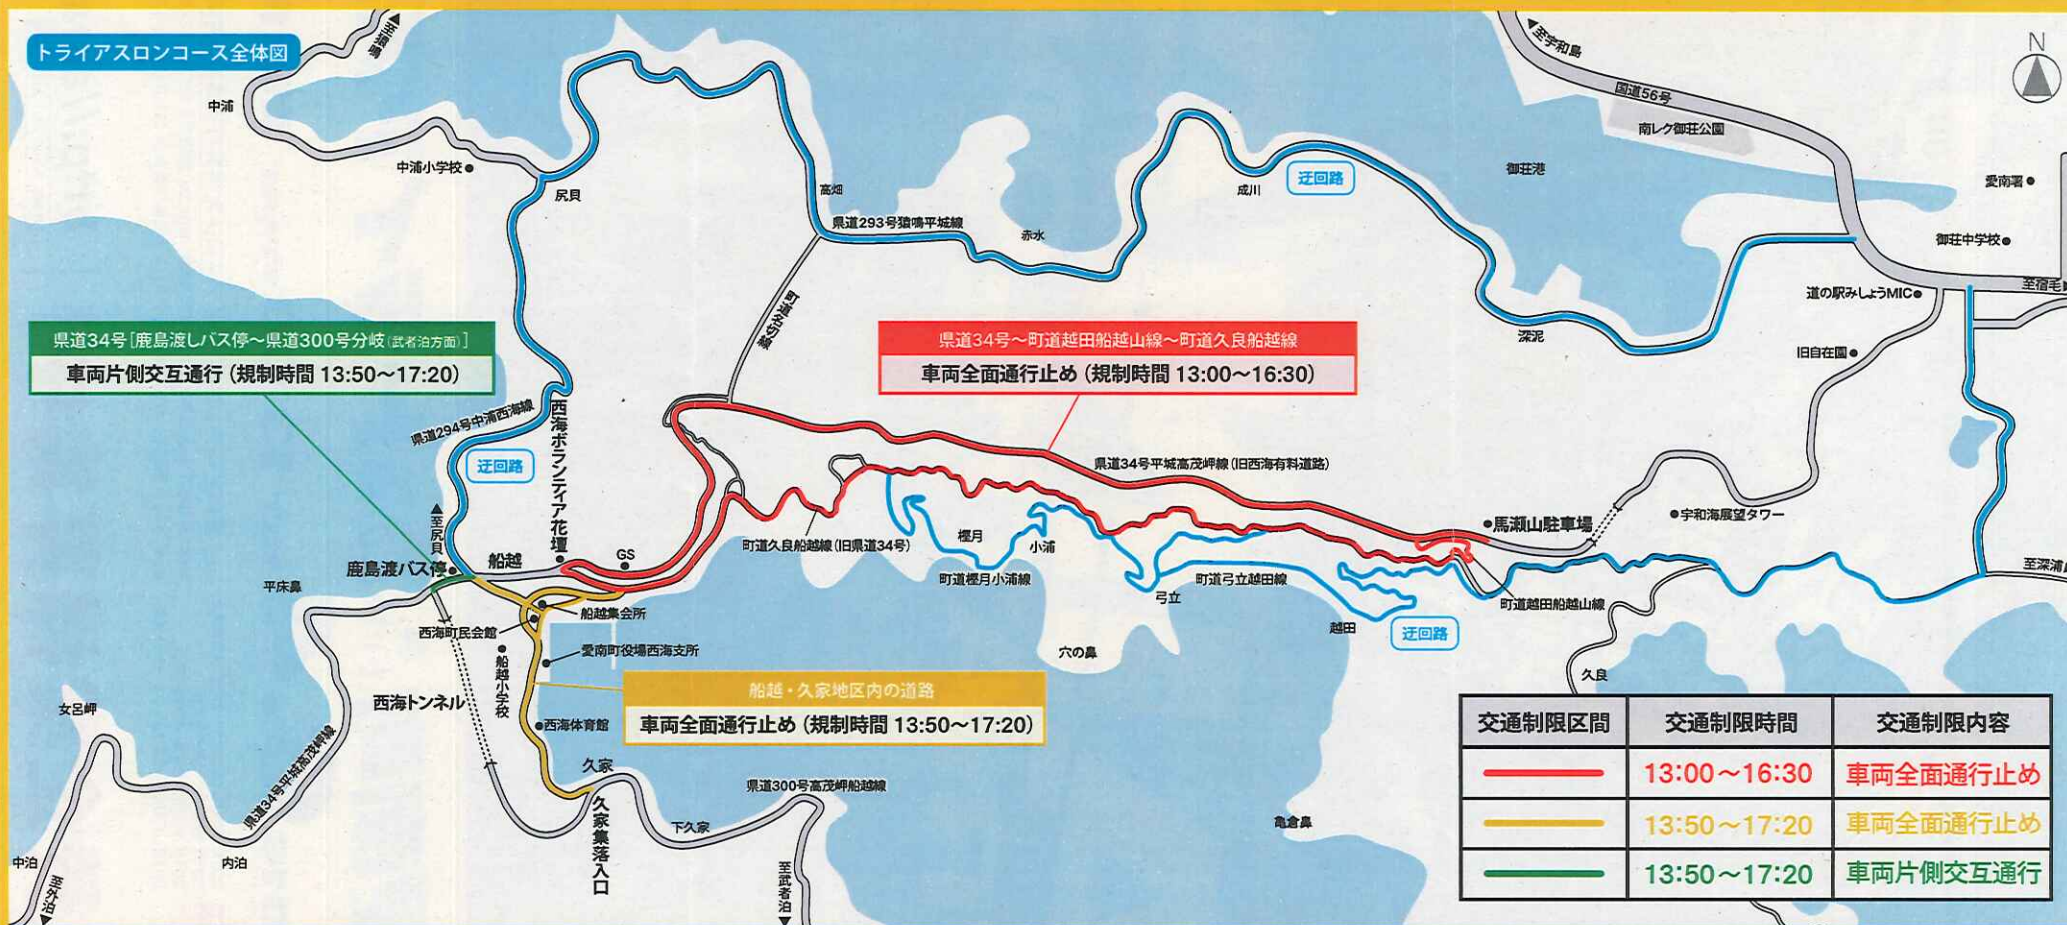 トライアスロンコース全体図
▲至猿鳴
▲至宇和島
N
国道56号
中浦
南レク御荘公園
中浦小学校
御荘港
尻貝
高畑
成川
迂回路
愛南署
県道293号猿鳴平城線
赤水
御荘中学校
至宿毛
道の駅みしょうMIC
町道名切線
深泥
旧自在園
県道34号[鹿島渡しバス停～県道300号分岐(武者泊方面)]
車両片側交互通行(規制時間 13:50～17:20)
県道34号～町道越田船越山線～町道久良船越線
車両全面通行止め(規制時間 13:00～16:30)
県道294号中浦西海線
迂回路
西海ボランティア花壇
県道34号平城高茂岬線(旧西海有料道路)
▲至尻貝
馬瀬山駐車場
宇和海展望タワー
町道久良船越線(旧県道34号)
樫月
小浦
船越
GS
鹿島渡バス停
平床鼻
町道樫月小浦線
弓立
町道弓立越田線
町道越田船越山線
越田
迂回路
船越集会所
西海町民会館
愛南町役場西海支所
船越小学校
穴の鼻
久良
西海トンネル
船越・久家地区内の道路
車両全面通行止め(規制時間 13:50～17:20)
女呂岬
西海体育館
県道34号平城高茂岬線
久家
県道300号高茂岬船越線
久家集落入口
下久家
亀倉鼻
中泊
内泊
至外泊▼
至武者泊▼
交通制限区間 交通制限時間 交通制限内容
13:00～16:30 車両全面通行止め
13:50～17:20 車両全面通行止め
13:50～17:20 車両片側交互通行